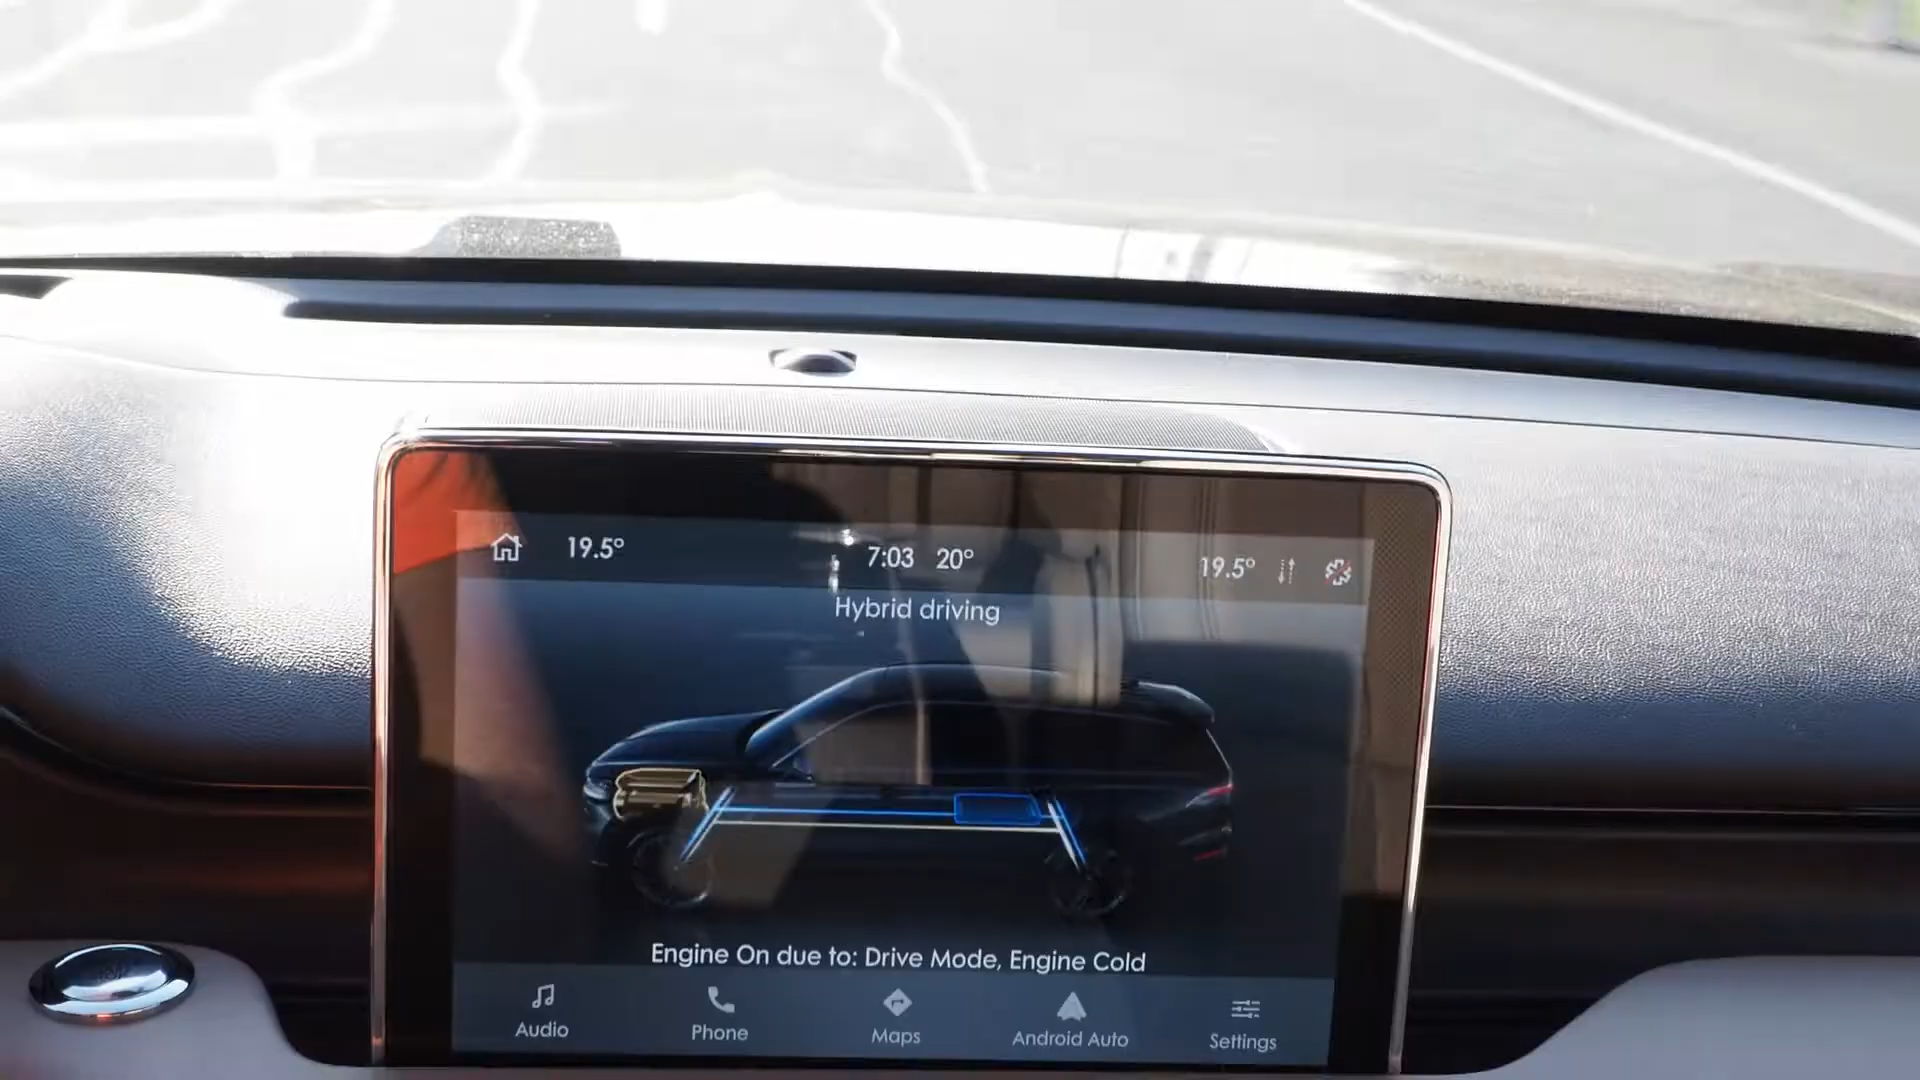 19.5°
7:03 20°
19.5°
Hybrid driving
Engine On due to: Drive Mode, Engine Cold
Audio
Phone
Maps
Android Auto
Settings